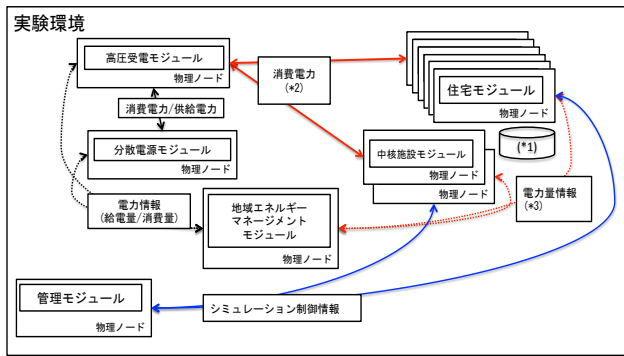 実験環境
高圧受電モジュール
物理ノード
消費電力
(*2)
住宅モジュール
物理ノード
消費電力/供給電力
(*1)
分散電源モジュール
物理ノード
中核施設モジュール
物理ノード
物理ノード
電力情報
(給電量/消費量)
地域エネルギー
マネージメント
モジュール
物理ノード
電力量情報
(*3)
管理モジュール
物理ノード
シミュレーション制御情報